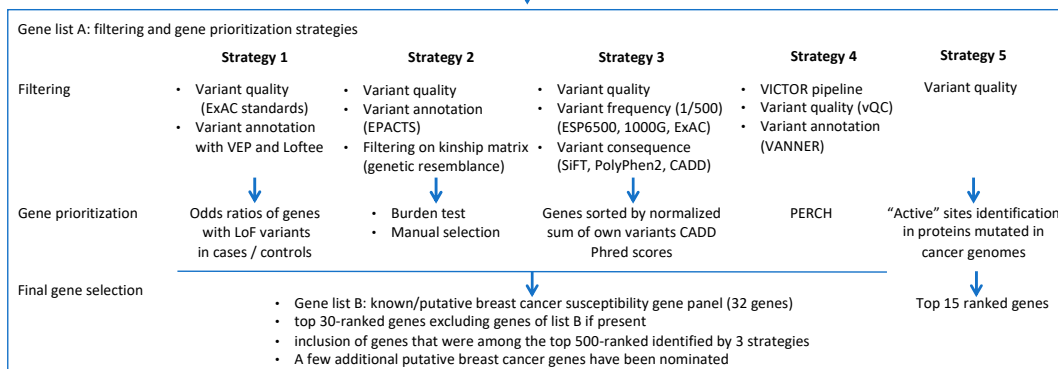 Gene list A: filtering and gene prioritization strategies
Strategy 1
Strategy 2
Strategy 3
Strategy 4
Strategy 5
Filtering
• Variant quality
(ExAC standards)
• Variant annotation
with VEP and Loftee
• Variant quality
• Variant annotation
(EPACTS)
• Filtering on kinship matrix
(genetic resemblance)
• Variant quality
• Variant frequency (1/500)
(ESP6500, 1000G, ExAC)
• Variant consequence
(SiFT, PolyPhen2, CADD)
• VICTOR pipeline
• Variant quality (vQC)
• Variant annotation
(VANNER)
Variant quality
Gene prioritization
Odds ratios of genes
with LoF variants
in cases / controls
• Burden test
• Manual selection
Genes sorted by normalized
sum of own variants CADD
Phred scores
PERCH
“Active” sites identification
in proteins mutated in
cancer genomes
Final gene selection
• Gene list B: known/putative breast cancer susceptibility gene panel (32 genes)
• top 30-ranked genes excluding genes of list B if present
• inclusion of genes that were among the top 500-ranked identified by 3 strategies
• A few additional putative breast cancer genes have been nominated
Top 15 ranked genes